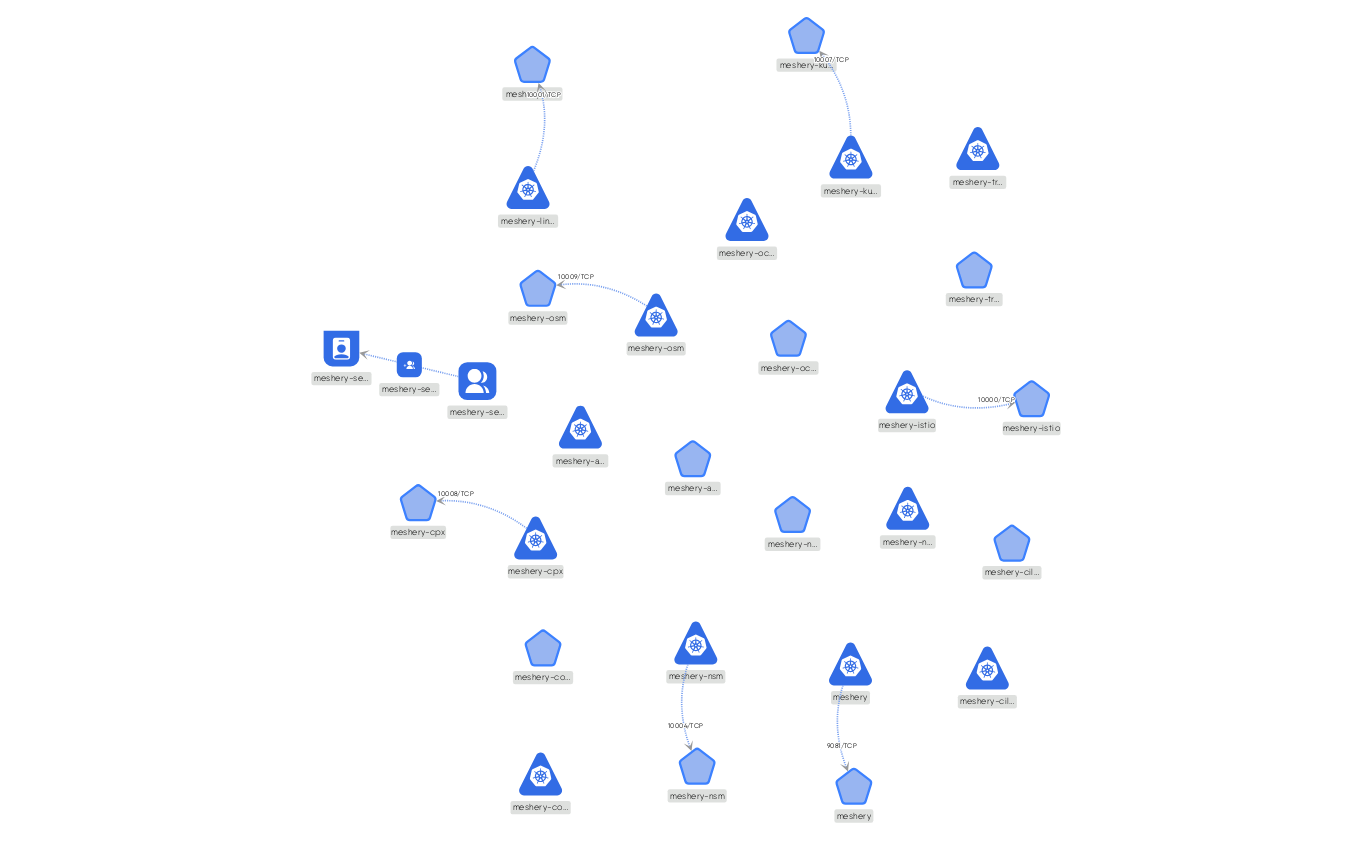 meshery-ku...
10007/TCP
10001/TCP
meshery-tr...
meshery-ku...
meshery-lin...
meshery-oc...
10009/TCP
meshery-tr...
meshery-osm
meshery-osm
meshery-oc...
meshery-se...
meshery-se...
meshery-se...
10000/TCP
meshery-istio
meshery-istio
meshery-a...
meshery-a...
10008/TCP
meshery-cpx
meshery-n...
meshery-n...
meshery-cpx
meshery-cil...
meshery-co...
meshery-nsm
meshery
meshery-cil...
10004/TCP
9081/TCP
meshery-nsm
meshery-co...
meshery